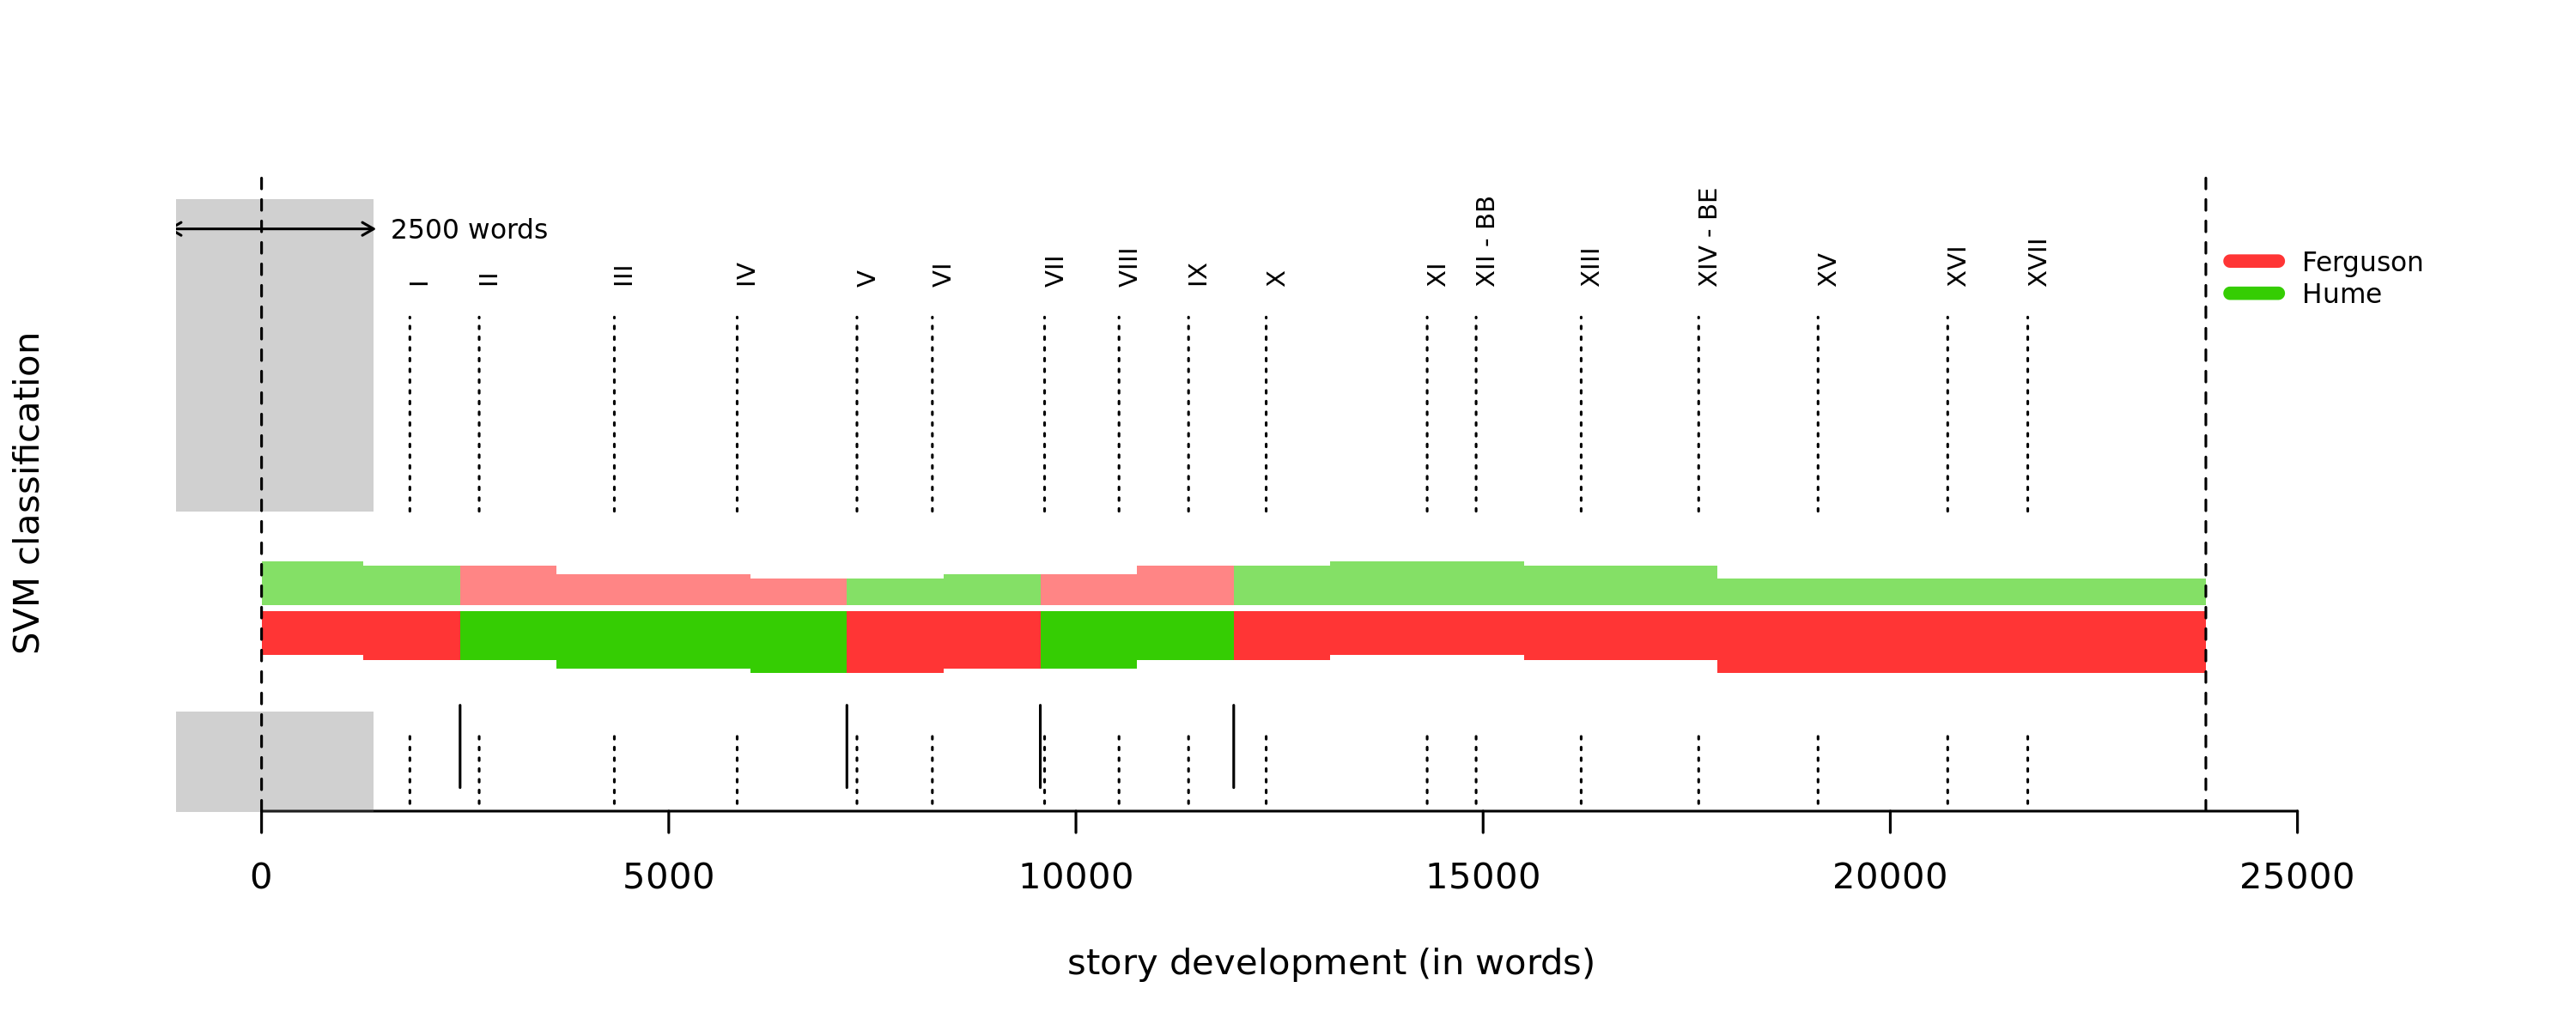 2500 words
I
II
III
IV
V
VI
VII
VIII
IX
X
XI
XII - BB
XIII
XIV - BE
XV
XVI
XVII
Ferguson
Hume
SVM classification
0
5000
10000
15000
20000
25000
story development (in words)